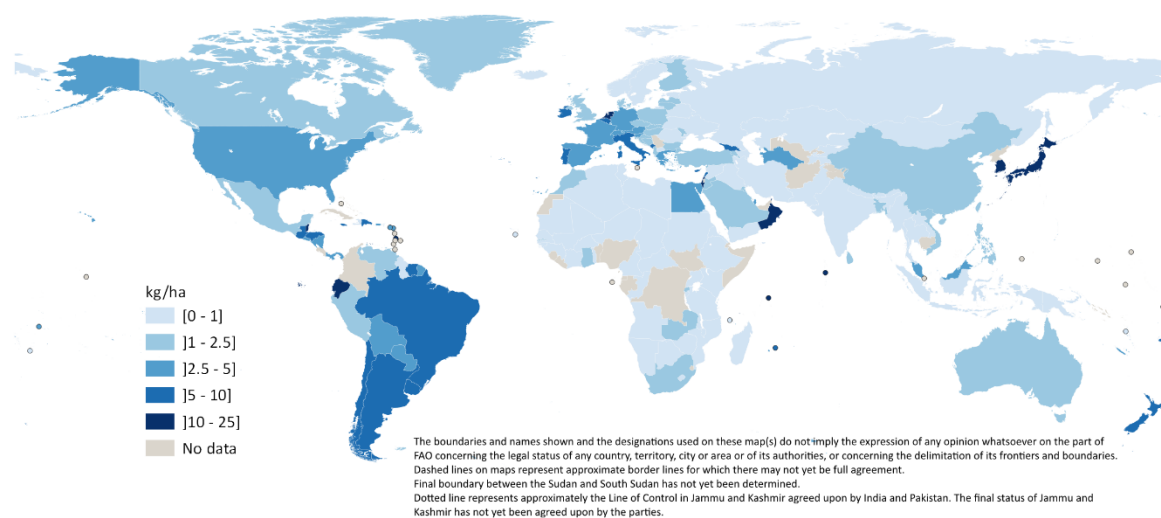 kg/ha
[0 - 1]
]1 - 2.5]
]2.5 - 5]
]5 - 10]
]10 - 25]
No data
The boundaries and names shown and the designations used on these map(s) do not imply the expression of any opinion whatsoever on the part of
FAO concerning the legal status of any country, territory, city or area or of its authorities, or concerning the delimitation of its frontiers and boundaries.
Dashed lines on maps represent approximate border lines for which there may not yet be full agreement.
Final boundary between the Sudan and South Sudan has not yet been determined.
Dotted line represents approximately the Line of Control in Jammu and Kashmir agreed upon by India and Pakistan. The final status of Jammu and
Kashmir has not yet been agreed upon by the parties.